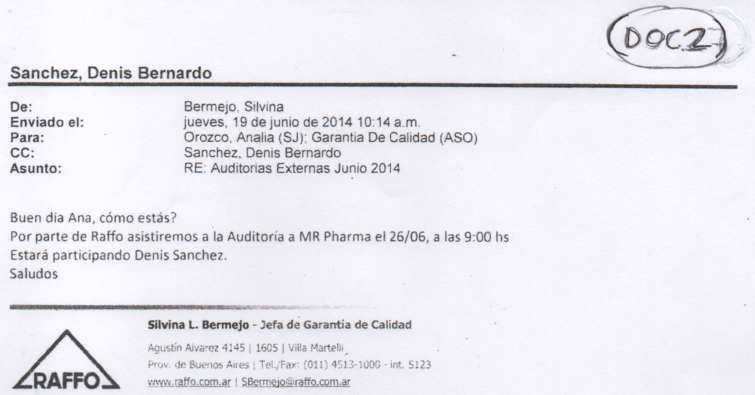 DOC2
Sanchez, Denis Bernardo
De: Bermejo, Silvina
Enviado el: jueves, 19 de junio de 2014 10:14 a.m.
Para: Orozco, Analia (SJ); Garantia De Calidad (ASO)
CC: Sanchez, Denis Bernardo
Asunto: RE: Auditorias Externas Junio 2014
Buen día Ana, cómo estás?
Por parte de Raffo asistiremos a la Auditoría a MR Pharma el 26/06, a las 9:00 hs
Estará participando Denis Sanchez.
Saludos
Silvina L. Bermejo - Jefa de Garantía de Calidad
Agustín Alvarez 4145 | 1605 | Villa Martelli
Prov. de Buenos Aires | Tel./Fax: (011) 4513-1000 - int. 5123
www.raffo.com.ar | SBermejo@raffo.com.ar
RAFFO